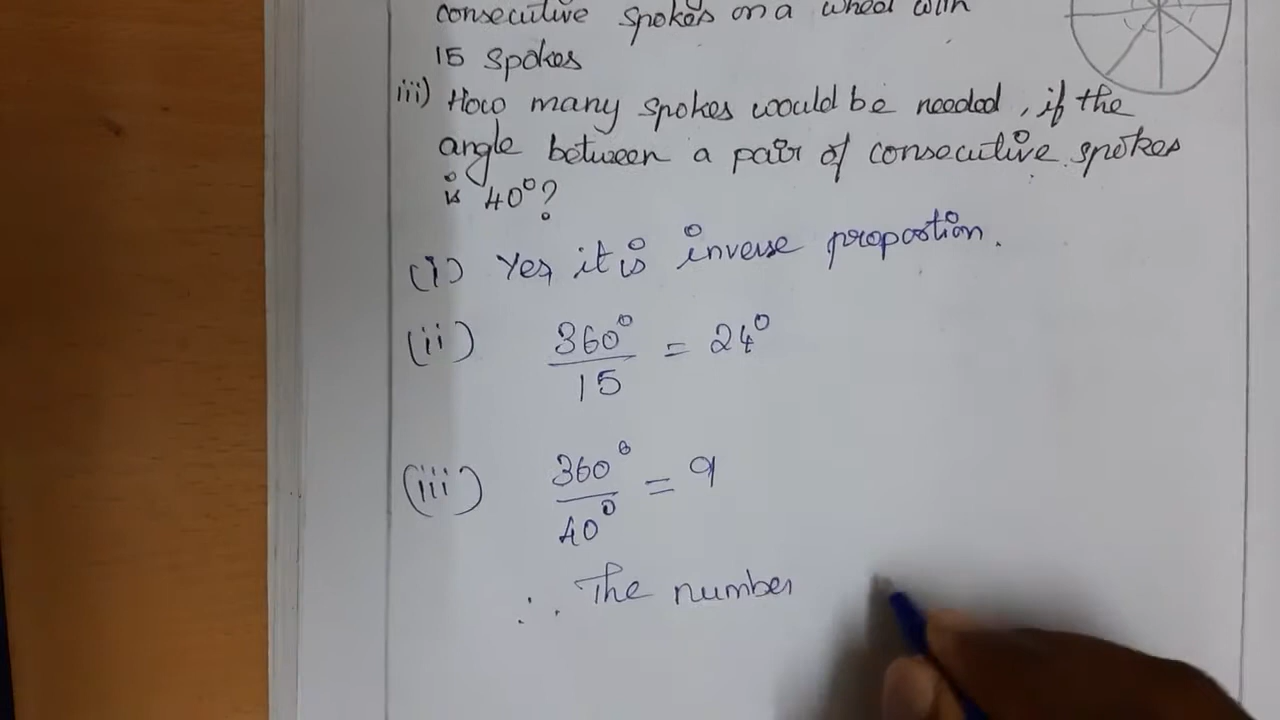 consecutive spokes on a wheel with
15 spokes
iii) How many spokes would be needed, if the
angle between a pair of consecutive spokes
is 40°?
(i) Yes, it is inverse proportion.
(ii) 360°/15 = 24°
(iii) 360°/40° = 9
∴ The number